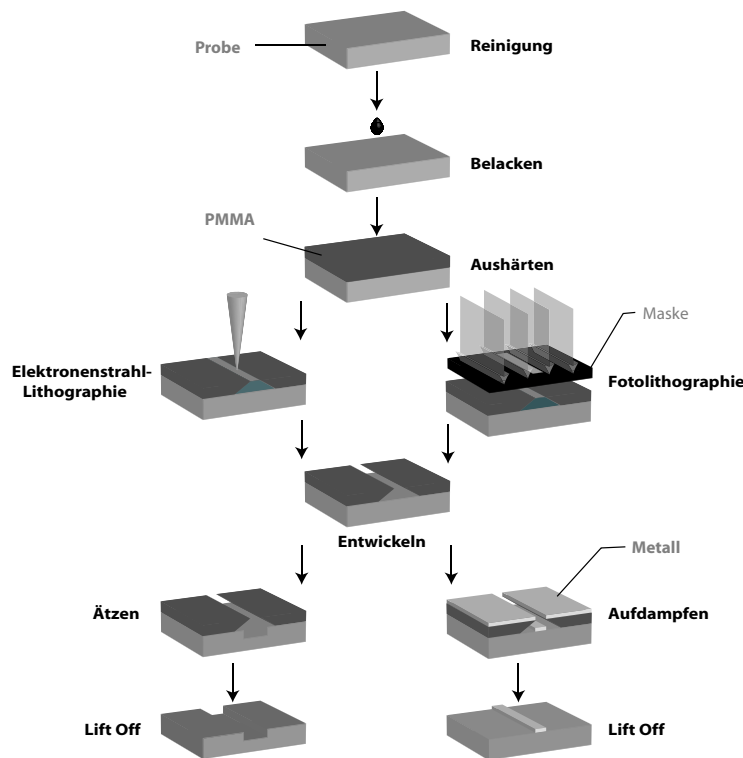 Probe
Reinigung
Belacken
PMMA
Aushärten
Maske
Elektronenstrahl-
Lithographie
Fotolithographie
Entwickeln
Metall
Ätzen
Aufdampfen
Lift Off
Lift Off